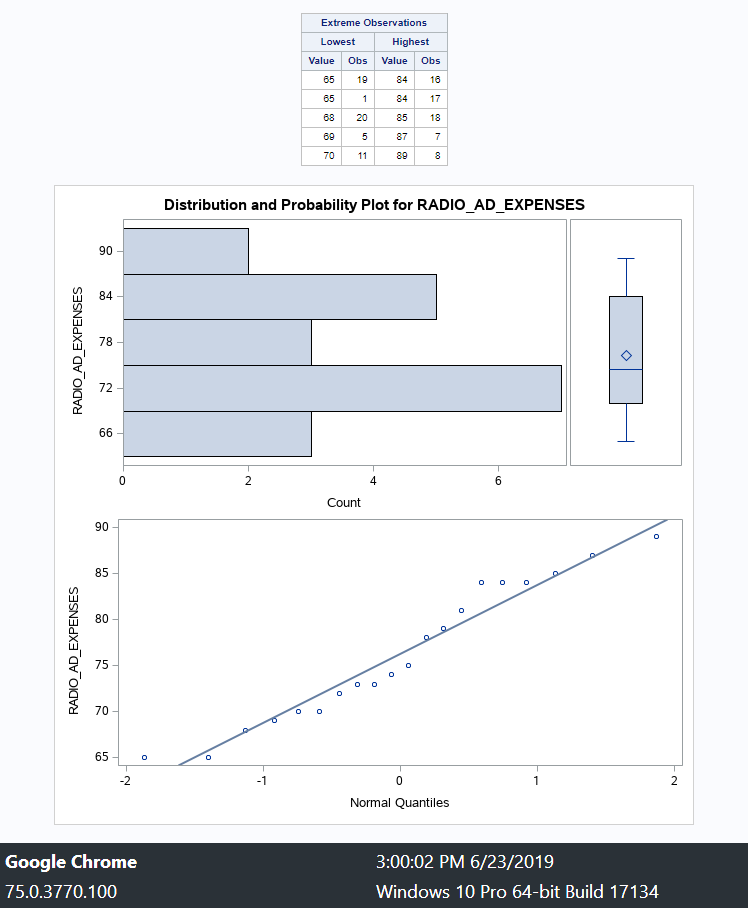 Extreme Observations
Lowest Highest
Value Obs Value Obs
65 19 84 16
65 1 84 17
68 20 85 18
69 5 87 7
70 11 89 8
Distribution and Probability Plot for RADIO_AD_EXPENSES
RADIO_AD_EXPENSES
90
84
78
72
66
0 2 4 6
Count
RADIO_AD_EXPENSES
90
85
80
75
70
65
-2 -1 0 1 2
Normal Quantiles
Google Chrome 3:00:02 PM 6/23/2019
75.0.3770.100 Windows 10 Pro 64-bit Build 17134